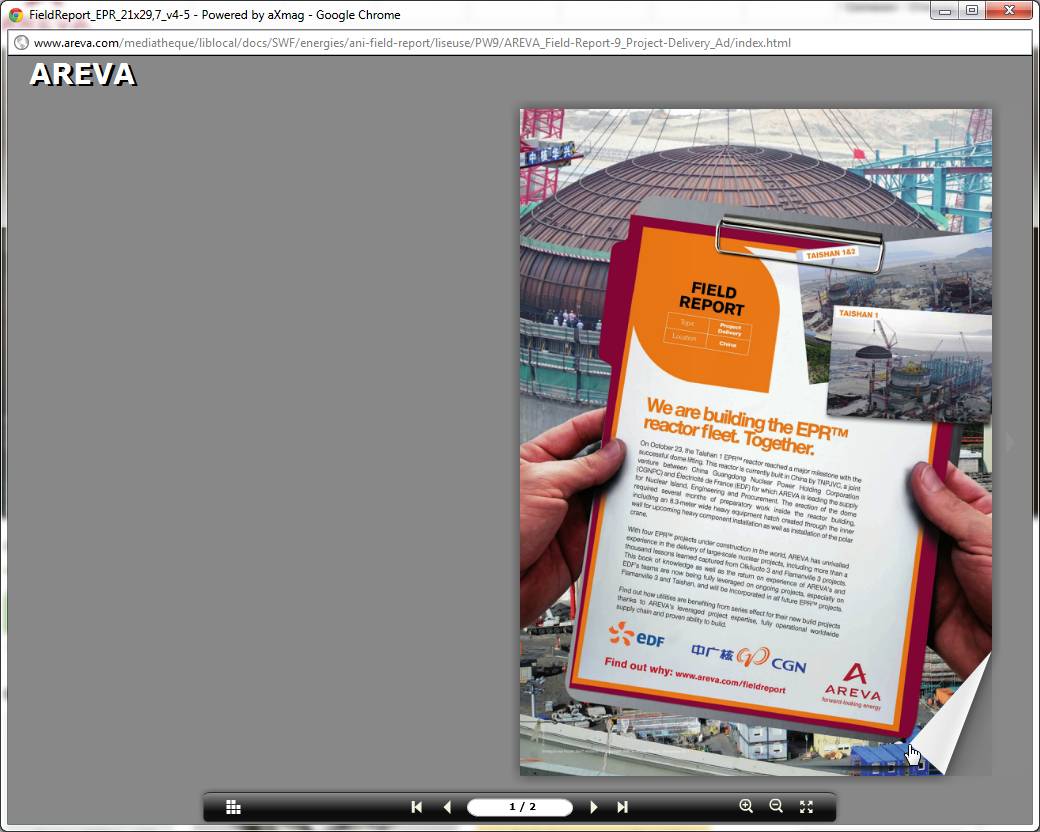 FieldReport_EPR_21x29,7_v4-5 - Powered by aXmag - Google Chrome
www.areva.com/mediatheque/liblocal/docs/SWF/energies/ani-field-report/liseuse/PW9/AREVA_Field-Report-9_Project-Delivery_Ad/index.html
AREVA
中核华兴
TAISHAN 1&2
FIELD
REPORT
Type Project
Delivery
Location China
TAISHAN 1
We are building the EPR™
reactor fleet. Together.
On October 23, the Taishan 1 EPR™ reactor reached a major milestone with the
successful dome lifting. This reactor is currently built in China by TNPJVC, a joint
venture between China Guangdong Nuclear Power Holding Corporation
(CGNPC) and Électricité de France (EDF) for which AREVA is leading the supply
for Nuclear Island, Engineering and Procurement. The erection of the dome
required several months of preparatory work inside the reactor building,
including an 8.3-meter wide heavy equipment hatch created through the inner
wall for upcoming heavy component installation as well as installation of the polar
crane.
With four EPR™ projects under construction in the world, AREVA has unrivalled
experience in the delivery of large-scale nuclear projects, including more than a
thousand lessons learned captured from Olkiluoto 3 and Flamanville 3 projects.
This book of knowledge as well as the return on experience of AREVA's and
EDF's teams are now being fully leveraged on ongoing projects, especially on
Flamanville 3 and Taishan, and will be incorporated in all future EPR™ projects.
Find out how utilities are benefiting from series effect for their new build projects
thanks to AREVA's leveraged project expertise, fully operational worldwide
supply chain and proven ability to build.
eDF
中广核 CGN
Find out why: www.areva.com/fieldreport
AREVA
forward-looking energy
1 / 2